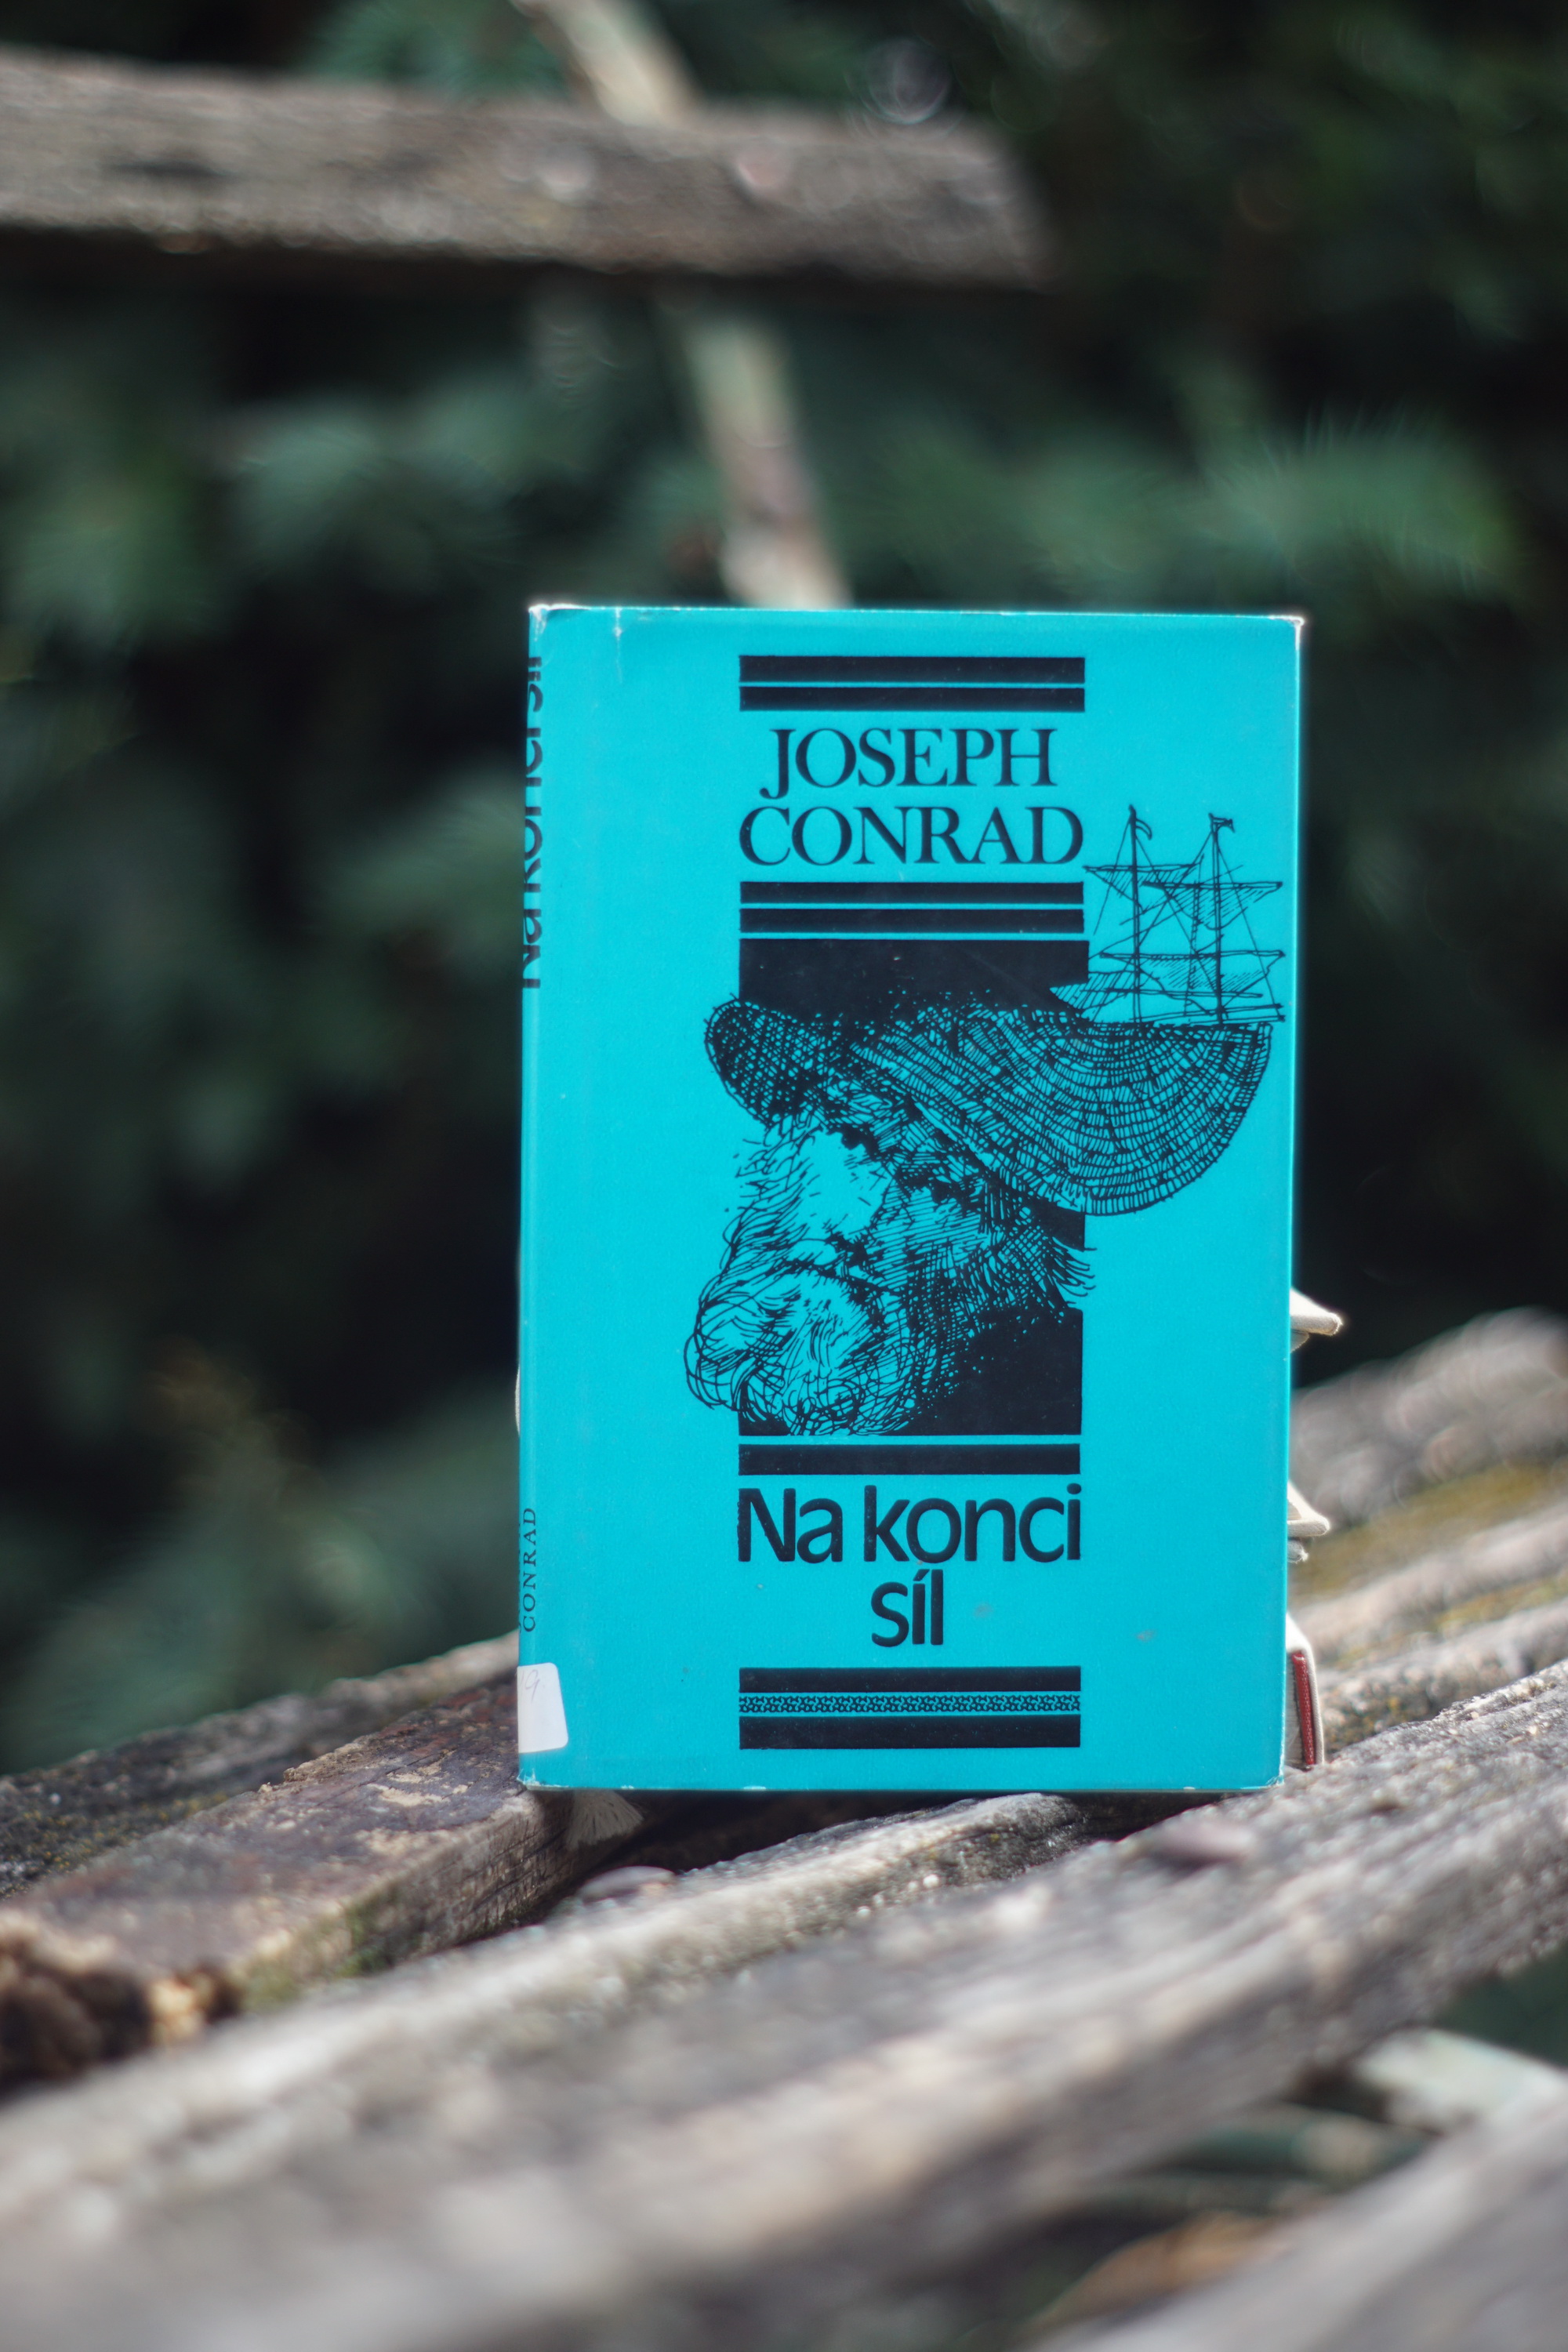 JOSEPH
CONRAD
Na konci
síl
Na konci síl
CONRAD